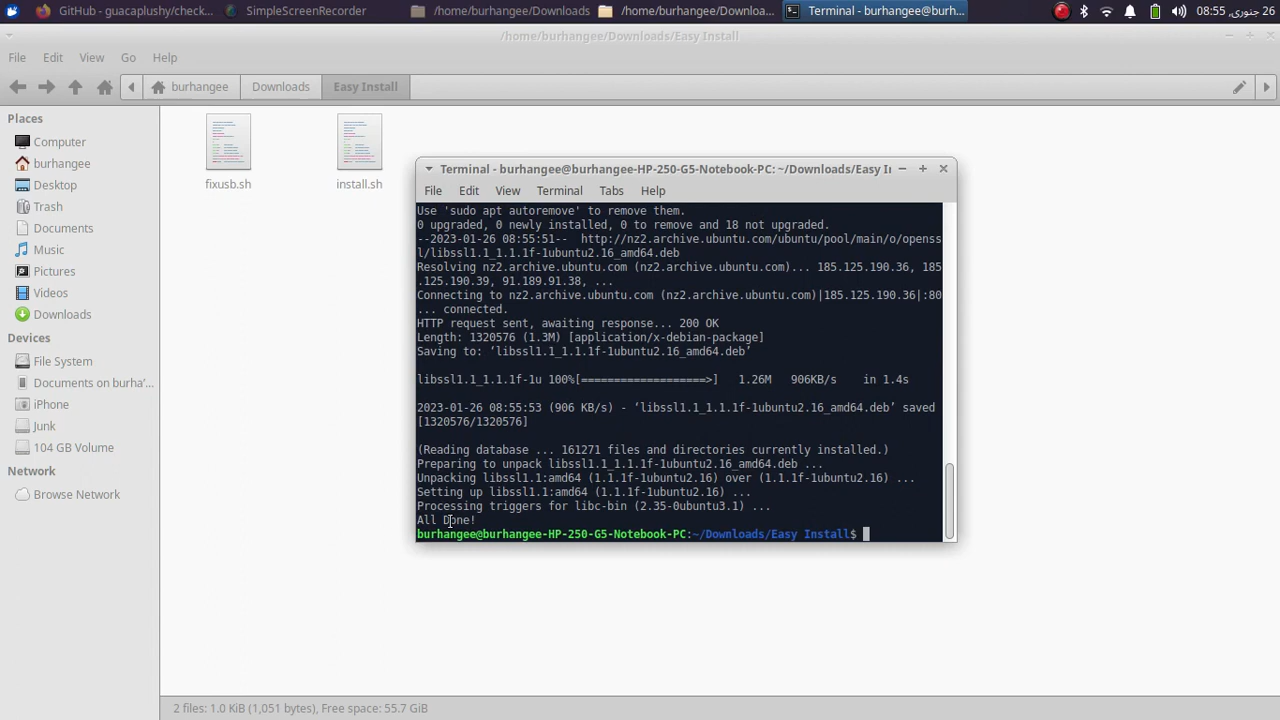 GitHub - guacaplushy/check...
SimpleScreenRecorder
/home/burhangee/Downloads
/home/burhangee/Downloa...
Terminal - burhangee@burh...
26 جنوری, 08:55
/home/burhangee/Downloads/Easy Install
File Edit View Go Help
burhangee Downloads Easy Install
Places
Computer
burhangee
Desktop
Trash
Documents
Music
Pictures
Videos
Downloads
Devices
File System
Documents on burha'...
iPhone
Junk
104 GB Volume
Network
Browse Network
fixusb.sh
install.sh
Terminal - burhangee@burhangee-HP-250-G5-Notebook-PC: ~/Downloads/Easy I
File Edit View Terminal Tabs Help
Use 'sudo apt autoremove' to remove them.
0 upgraded, 0 newly installed, 0 to remove and 18 not upgraded.
--2023-01-26 08:55:51-- http://nz2.archive.ubuntu.com/ubuntu/pool/main/o/openss
l/libssl1.1_1.1.1f-1ubuntu2.16_amd64.deb
Resolving nz2.archive.ubuntu.com (nz2.archive.ubuntu.com)... 185.125.190.36, 185
.125.190.39, 91.189.91.38, ...
Connecting to nz2.archive.ubuntu.com (nz2.archive.ubuntu.com)|185.125.190.36|:80
... connected.
HTTP request sent, awaiting response... 200 OK
Length: 1320576 (1.3M) [application/x-debian-package]
Saving to: ‘libssl1.1_1.1.1f-1ubuntu2.16_amd64.deb’
libssl1.1_1.1.1f-1u 100%[===================>] 1.26M 906KB/s in 1.4s
2023-01-26 08:55:53 (906 KB/s) - ‘libssl1.1_1.1.1f-1ubuntu2.16_amd64.deb’ saved
[1320576/1320576]
(Reading database ... 161271 files and directories currently installed.)
Preparing to unpack libssl1.1_1.1.1f-1ubuntu2.16_amd64.deb ...
Unpacking libssl1.1:amd64 (1.1.1f-1ubuntu2.16) over (1.1.1f-1ubuntu2.16) ...
Setting up libssl1.1:amd64 (1.1.1f-1ubuntu2.16) ...
Processing triggers for libc-bin (2.35-0ubuntu3.1) ...
All Done!
burhangee@burhangee-HP-250-G5-Notebook-PC:~/Downloads/Easy Install$
2 files: 1.0 KiB (1,051 bytes), Free space: 55.7 GiB